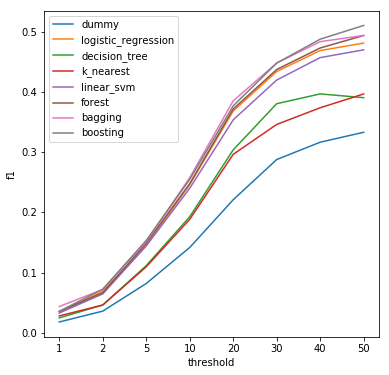 0.5
0.4
0.3
0.2
0.1
0.0
f1
dummy
logistic_regression
decision_tree
k_nearest
linear_svm
forest
bagging
boosting
1 2 5 10 20 30 40 50
threshold